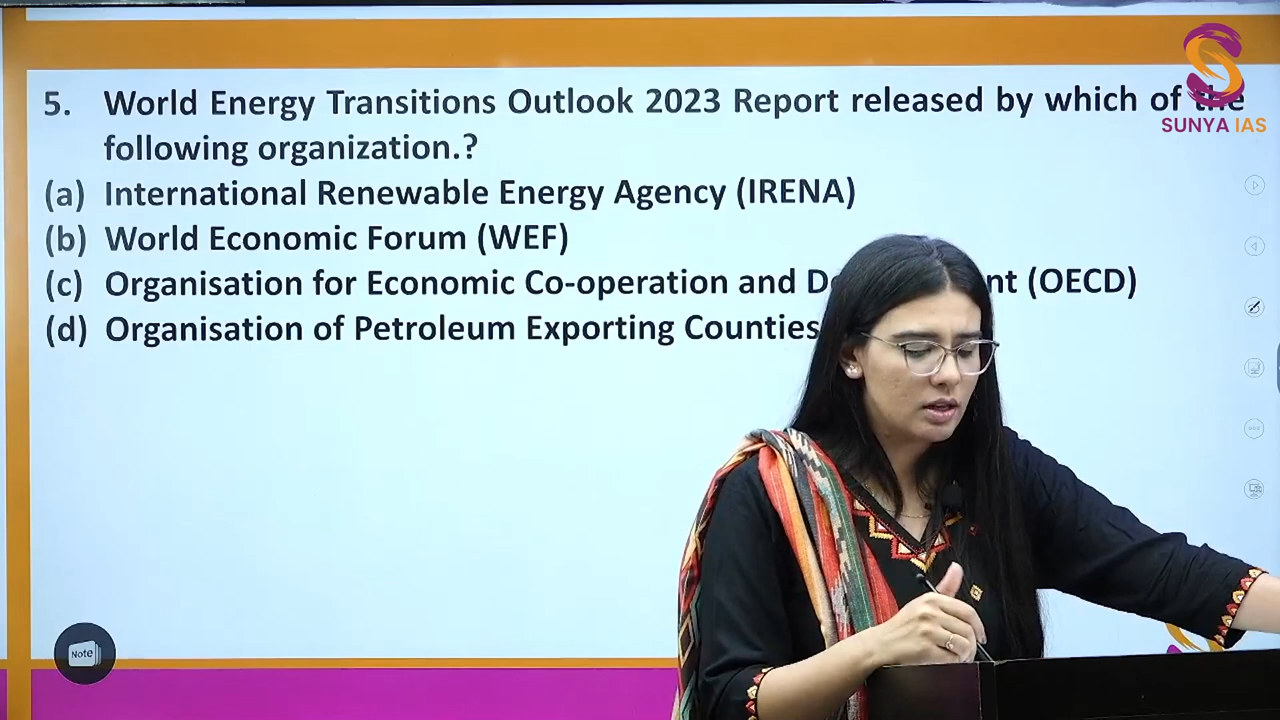 SUNYA IAS
5. World Energy Transitions Outlook 2023 Report released by which of the
following organization.?
(a) International Renewable Energy Agency (IRENA)
(b) World Economic Forum (WEF)
(c) Organisation for Economic Co-operation and (OECD)
(d) Organisation of Petroleum Exporting Counties
Note